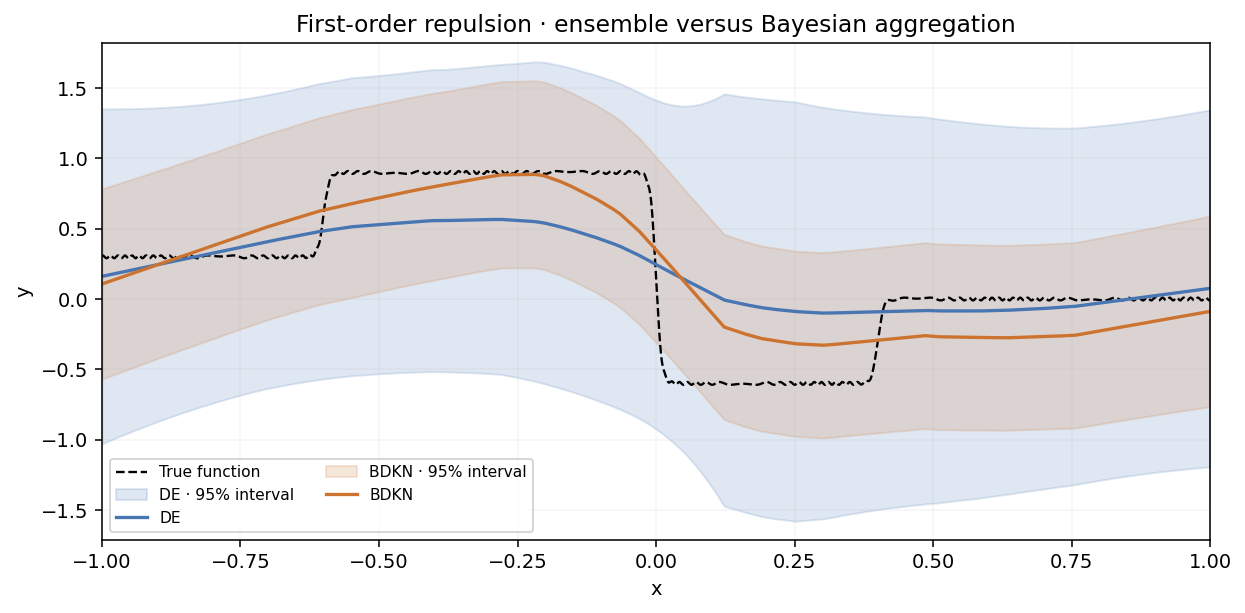 First-order repulsion · ensemble versus Bayesian aggregation
y
1.5
1.0
0.5
0.0
−0.5
−1.0
−1.5
True function
DE · 95% interval
DE
BDKN · 95% interval
BDKN
−1.00 −0.75 −0.50 −0.25 0.00 0.25 0.50 0.75 1.00
x